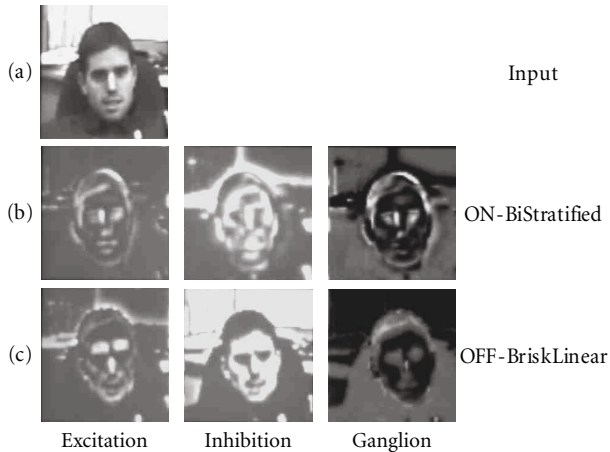 (a)
Input
(b)
ON-BiStratified
(c)
OFF-BriskLinear
Excitation
Inhibition
Ganglion